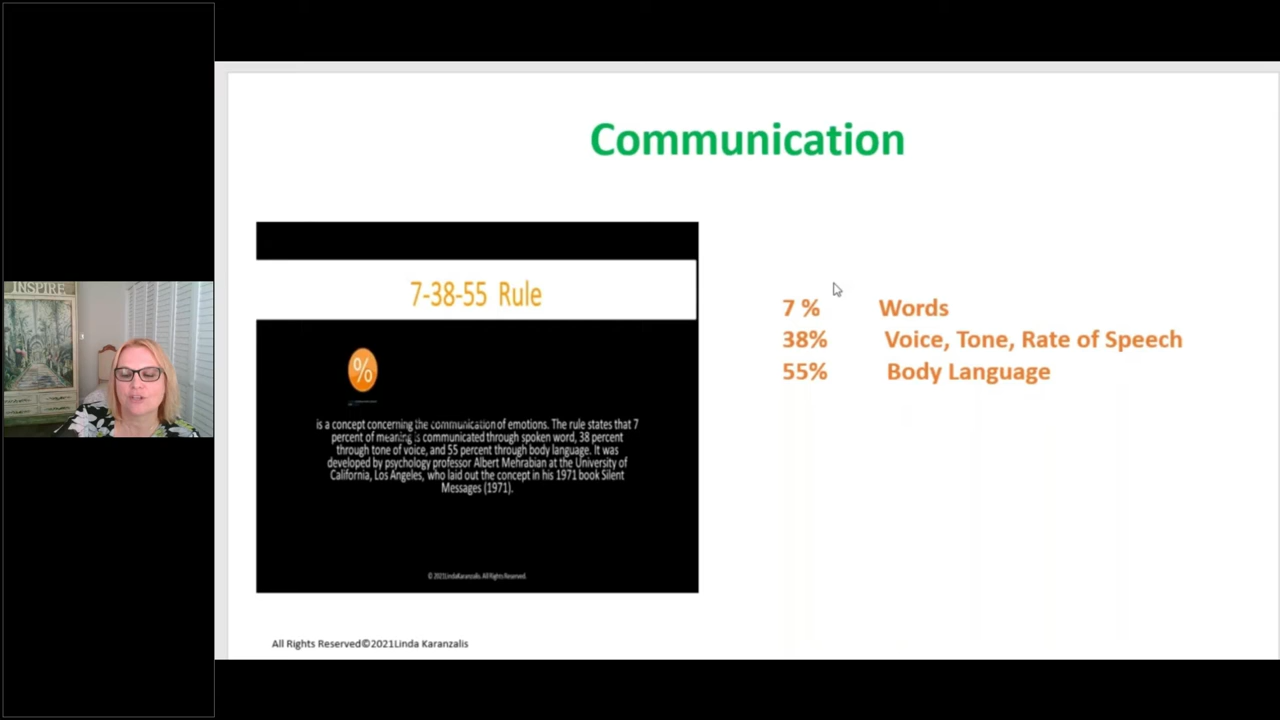 Communication
INSPIRE
7-38-55 Rule
%
is a concept concerning the communication of emotions. The rule states that 7
percent of meaning is communicated through spoken word, 38 percent
through tone of voice, and 55 percent through body language. It was
developed by psychology professor Albert Mehrabian at the University of
California, Los Angeles, who laid out the concept in his 1971 book Silent
Messages (1971).
© 2021LindaKaranzalis. All Rights Reserved.
7 % Words
38% Voice, Tone, Rate of Speech
55% Body Language
All Rights Reserved©2021Linda Karanzalis